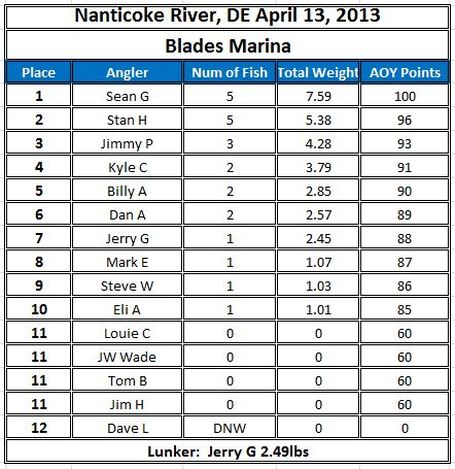 Nanticoke River, DE April 13, 2013
Blades Marina
Place Angler Num of Fish Total Weight AOY Points
1 Sean G 5 7.59 100
2 Stan H 5 5.38 96
3 Jimmy P 3 4.28 93
4 Kyle C 2 3.79 91
5 Billy A 2 2.85 90
6 Dan A 2 2.57 89
7 Jerry G 1 2.45 88
8 Mark E 1 1.07 87
9 Steve W 1 1.03 86
10 Eli A 1 1.01 85
11 Louie C 0 0 60
11 JW Wade 0 0 60
11 Tom B 0 0 60
11 Jim H 0 0 60
12 Dave L DNW 0 0
Lunker: Jerry G 2.49lbs